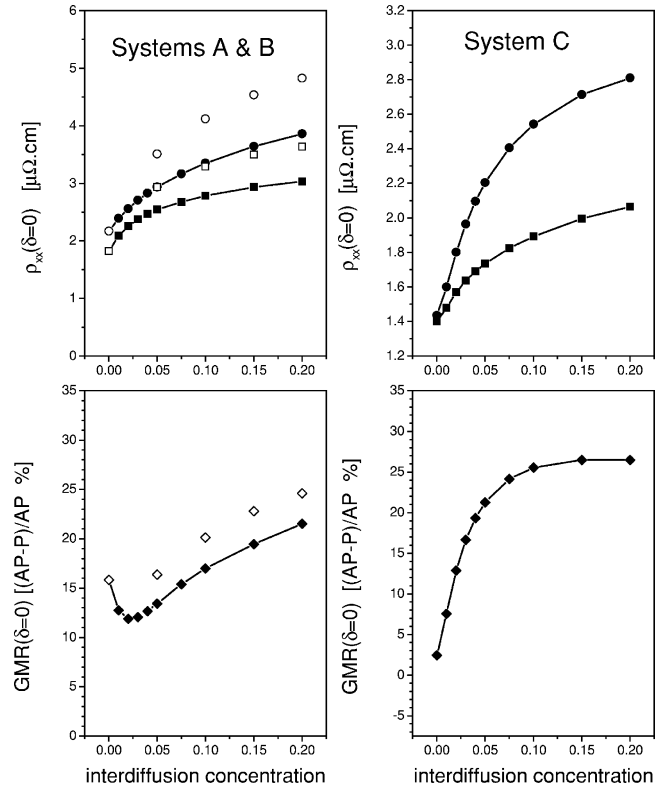 Systems A & B
ρxx(δ=0) [μΩ.cm]
6
5
4
3
2
1
0
0.00 0.05 0.10 0.15 0.20
System C
ρxx(δ=0) [μΩ.cm]
3.2
3.0
2.8
2.6
2.4
2.2
2.0
1.8
1.6
1.4
1.2
0.00 0.05 0.10 0.15 0.20
GMR(δ=0) [(AP-P)/AP %]
35
30
25
20
15
10
5
0
0.00 0.05 0.10 0.15 0.20
interdiffusion concentration
GMR(δ=0) [(AP-P)/AP %]
35
30
25
20
15
10
5
0
-5
0.00 0.05 0.10 0.15 0.20
interdiffusion concentration